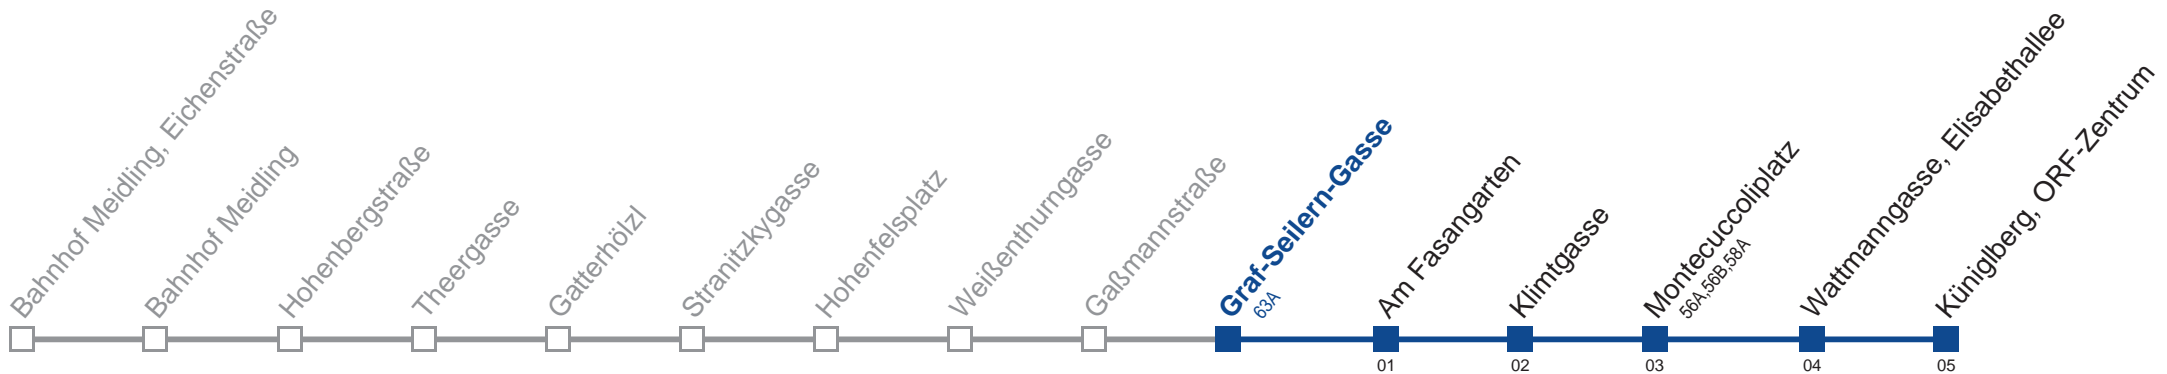 Bahnhof Meidling, Eichenstraße
Bahnhof Meidling
Hohenbergstraße
Theergasse
Gatterhölzl
Stranitzkygasse
Hohenfelsplatz
Weißenthurngasse
Gaßmannstraße
Graf-Seilern-Gasse
63A
Am Fasangarten
Klimtgasse
Montecuccoliplatz
56A,56B,58A
Wattmanngasse, Elisabethallee
Küniglberg, ORF-Zentrum
01
02
03
04
05